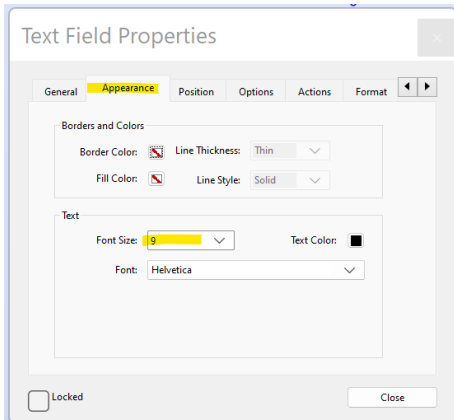 Text Field Properties
General Appearance Position Options Actions Format
Borders and Colors
Border Color: Line Thickness: Thin
Fill Color: Line Style: Solid
Text
Font Size: 9 Text Color:
Font: Helvetica
Locked Close